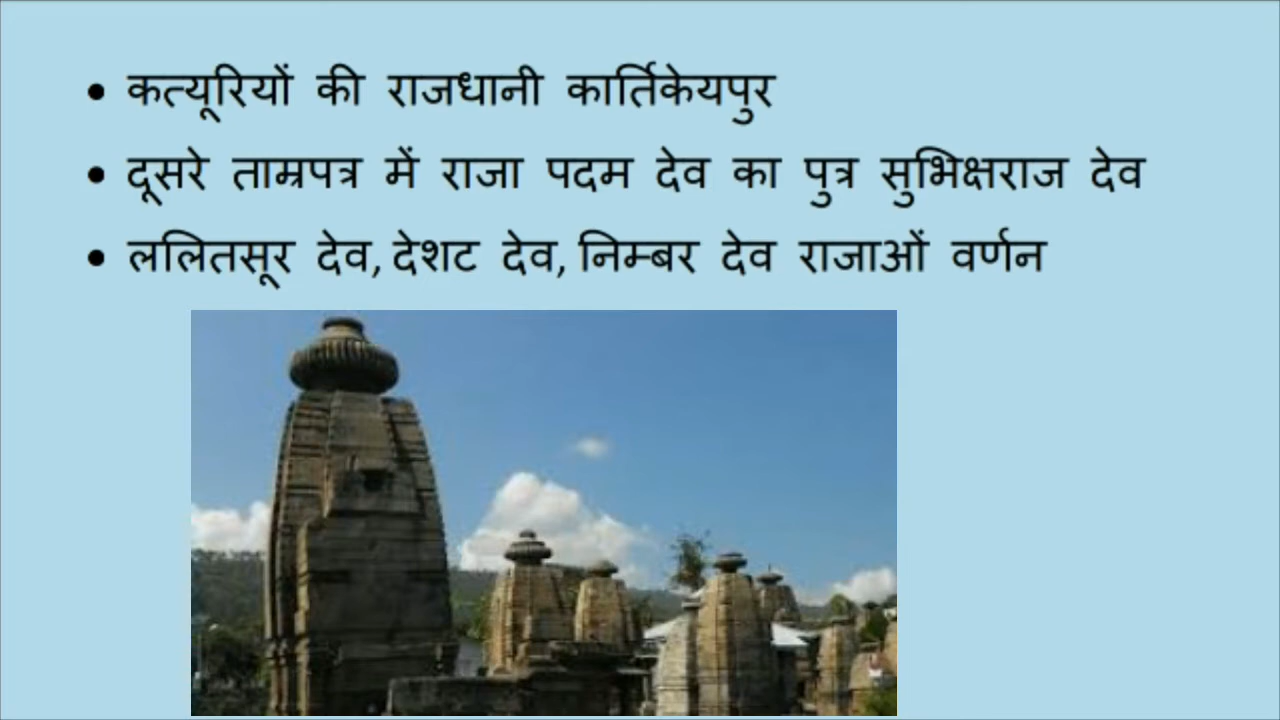 • कत्यूरियों की राजधानी कार्तिकेयपुर
• दूसरे ताम्रपत्र में राजा पदम देव का पुत्र सुभिक्षराज देव
• ललितसूर देव, देशट देव, निम्बर देव राजाओं वर्णन